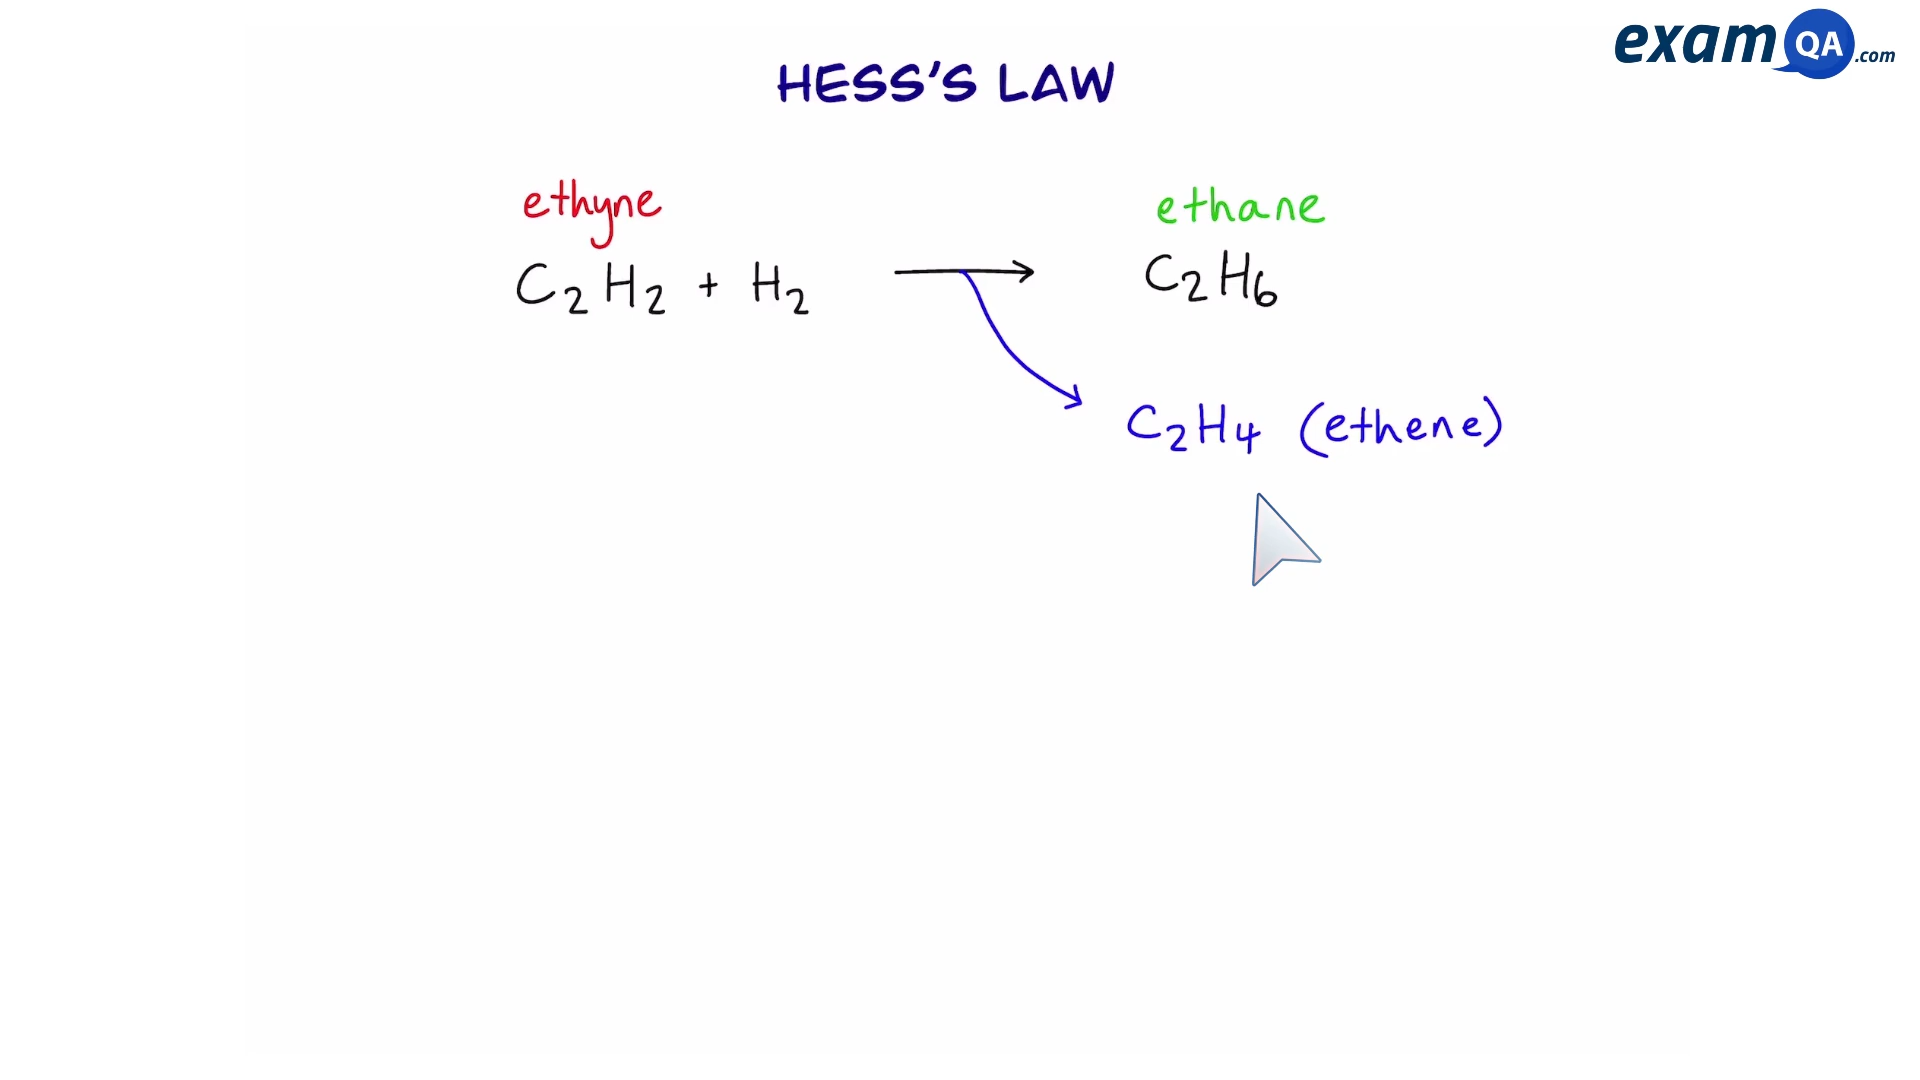 examQA.com
HESS'S LAW
ethyne ethane
C₂H₂ + H₂ → C₂H₆
C₂H₄ (ethene)